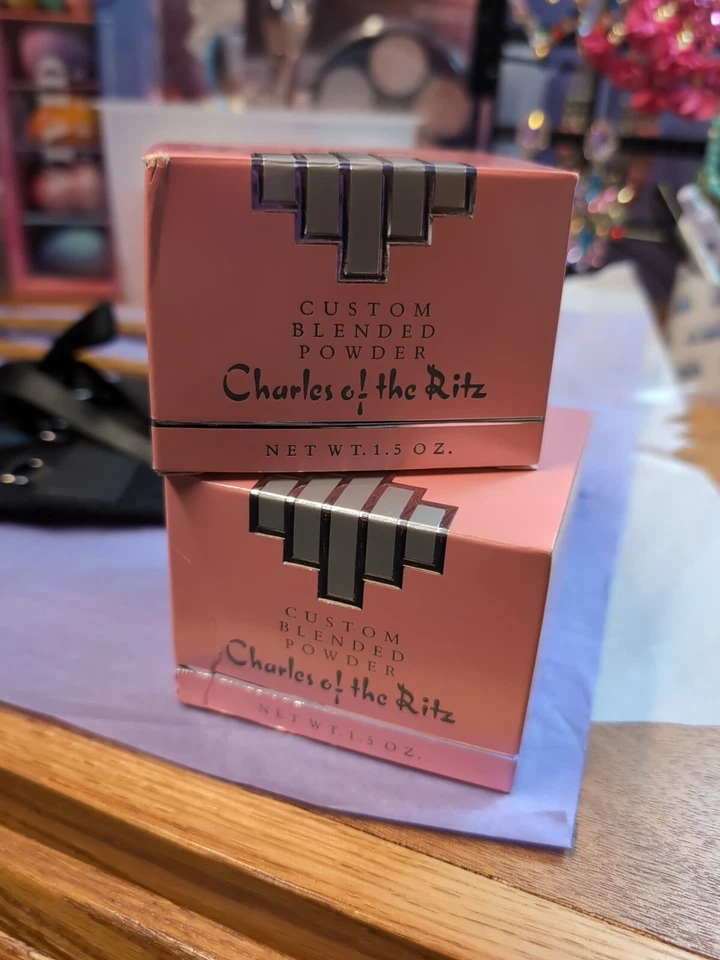 CUSTOM
BLENDED
POWDER
Charles of the Ritz
NET WT. 1.5 OZ.
CUSTOM
BLENDED
POWDER
Charles of the Ritz
NET WT. 1.5 OZ.